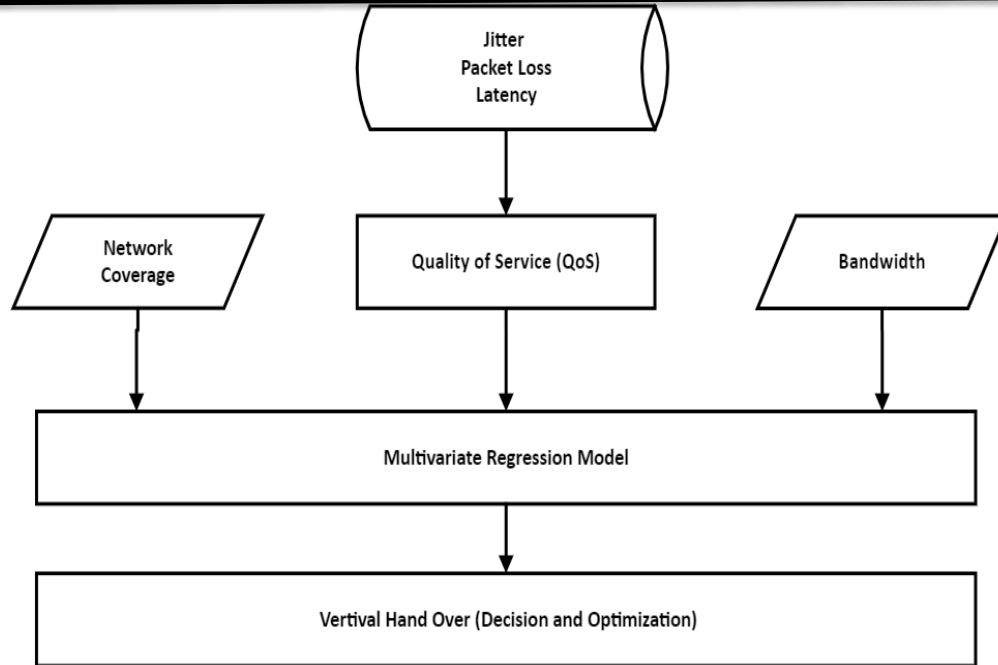 Jitter
Packet Loss
Latency
Network
Coverage
Quality of Service (QoS)
Bandwidth
Multivariate Regression Model
Vertival Hand Over (Decision and Optimization)